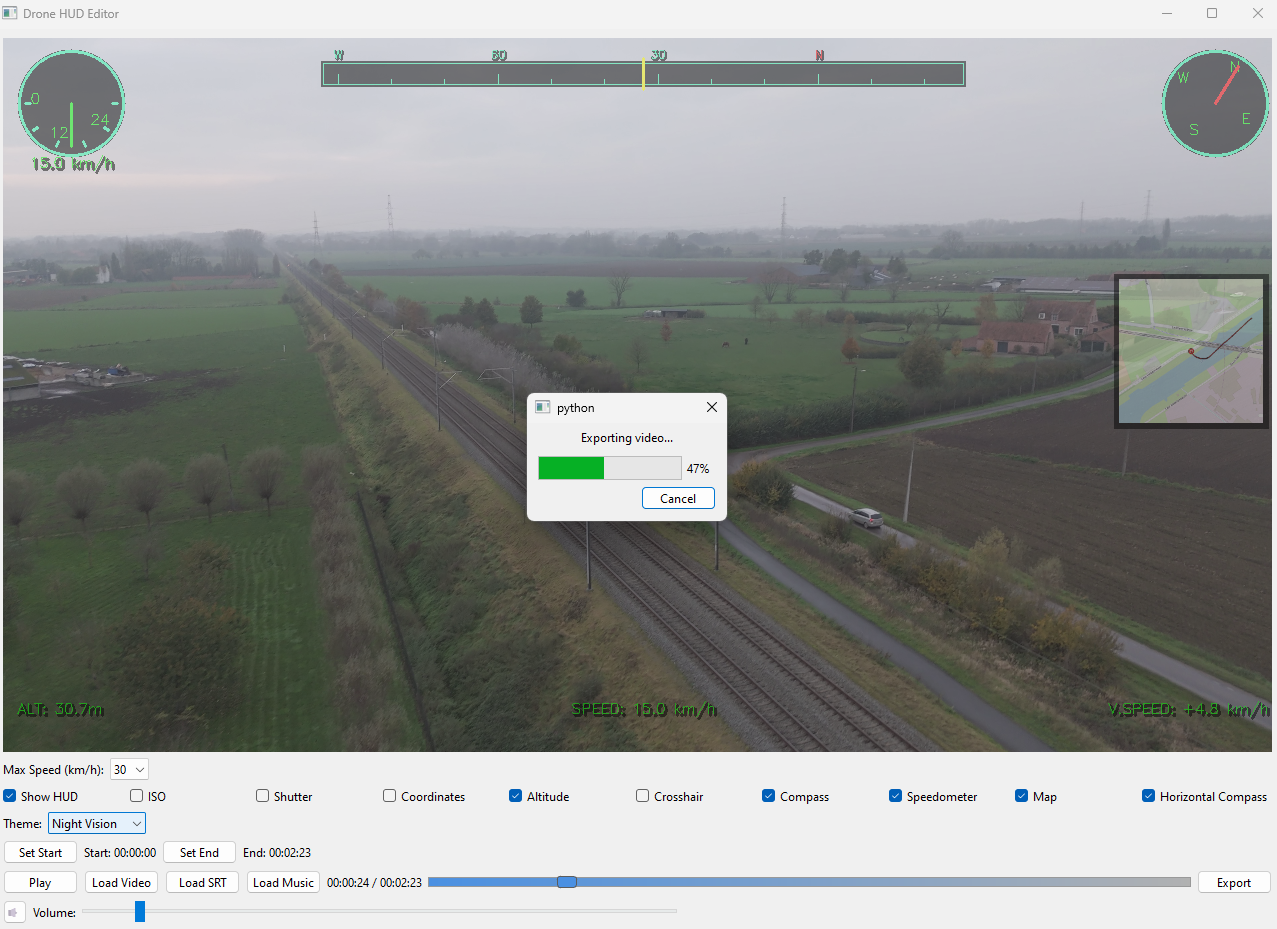 Drone HUD Editor
W 60 30 N
0
12
24
15.0 km/h
N
W
E
S
python
Exporting video...
47%
Cancel
ALT: 30.7m
SPEED: 15.0 km/h
V.SPEED: +4.8 km/h
Max Speed (km/h): 30
Show HUD ISO Shutter Coordinates Altitude Crosshair Compass Speedometer Map Horizontal Compass
Theme: Night Vision
Set Start Start: 00:00:00 Set End End: 00:02:23
Play Load Video Load SRT Load Music 00:00:24 / 00:02:23 Export
Volume: